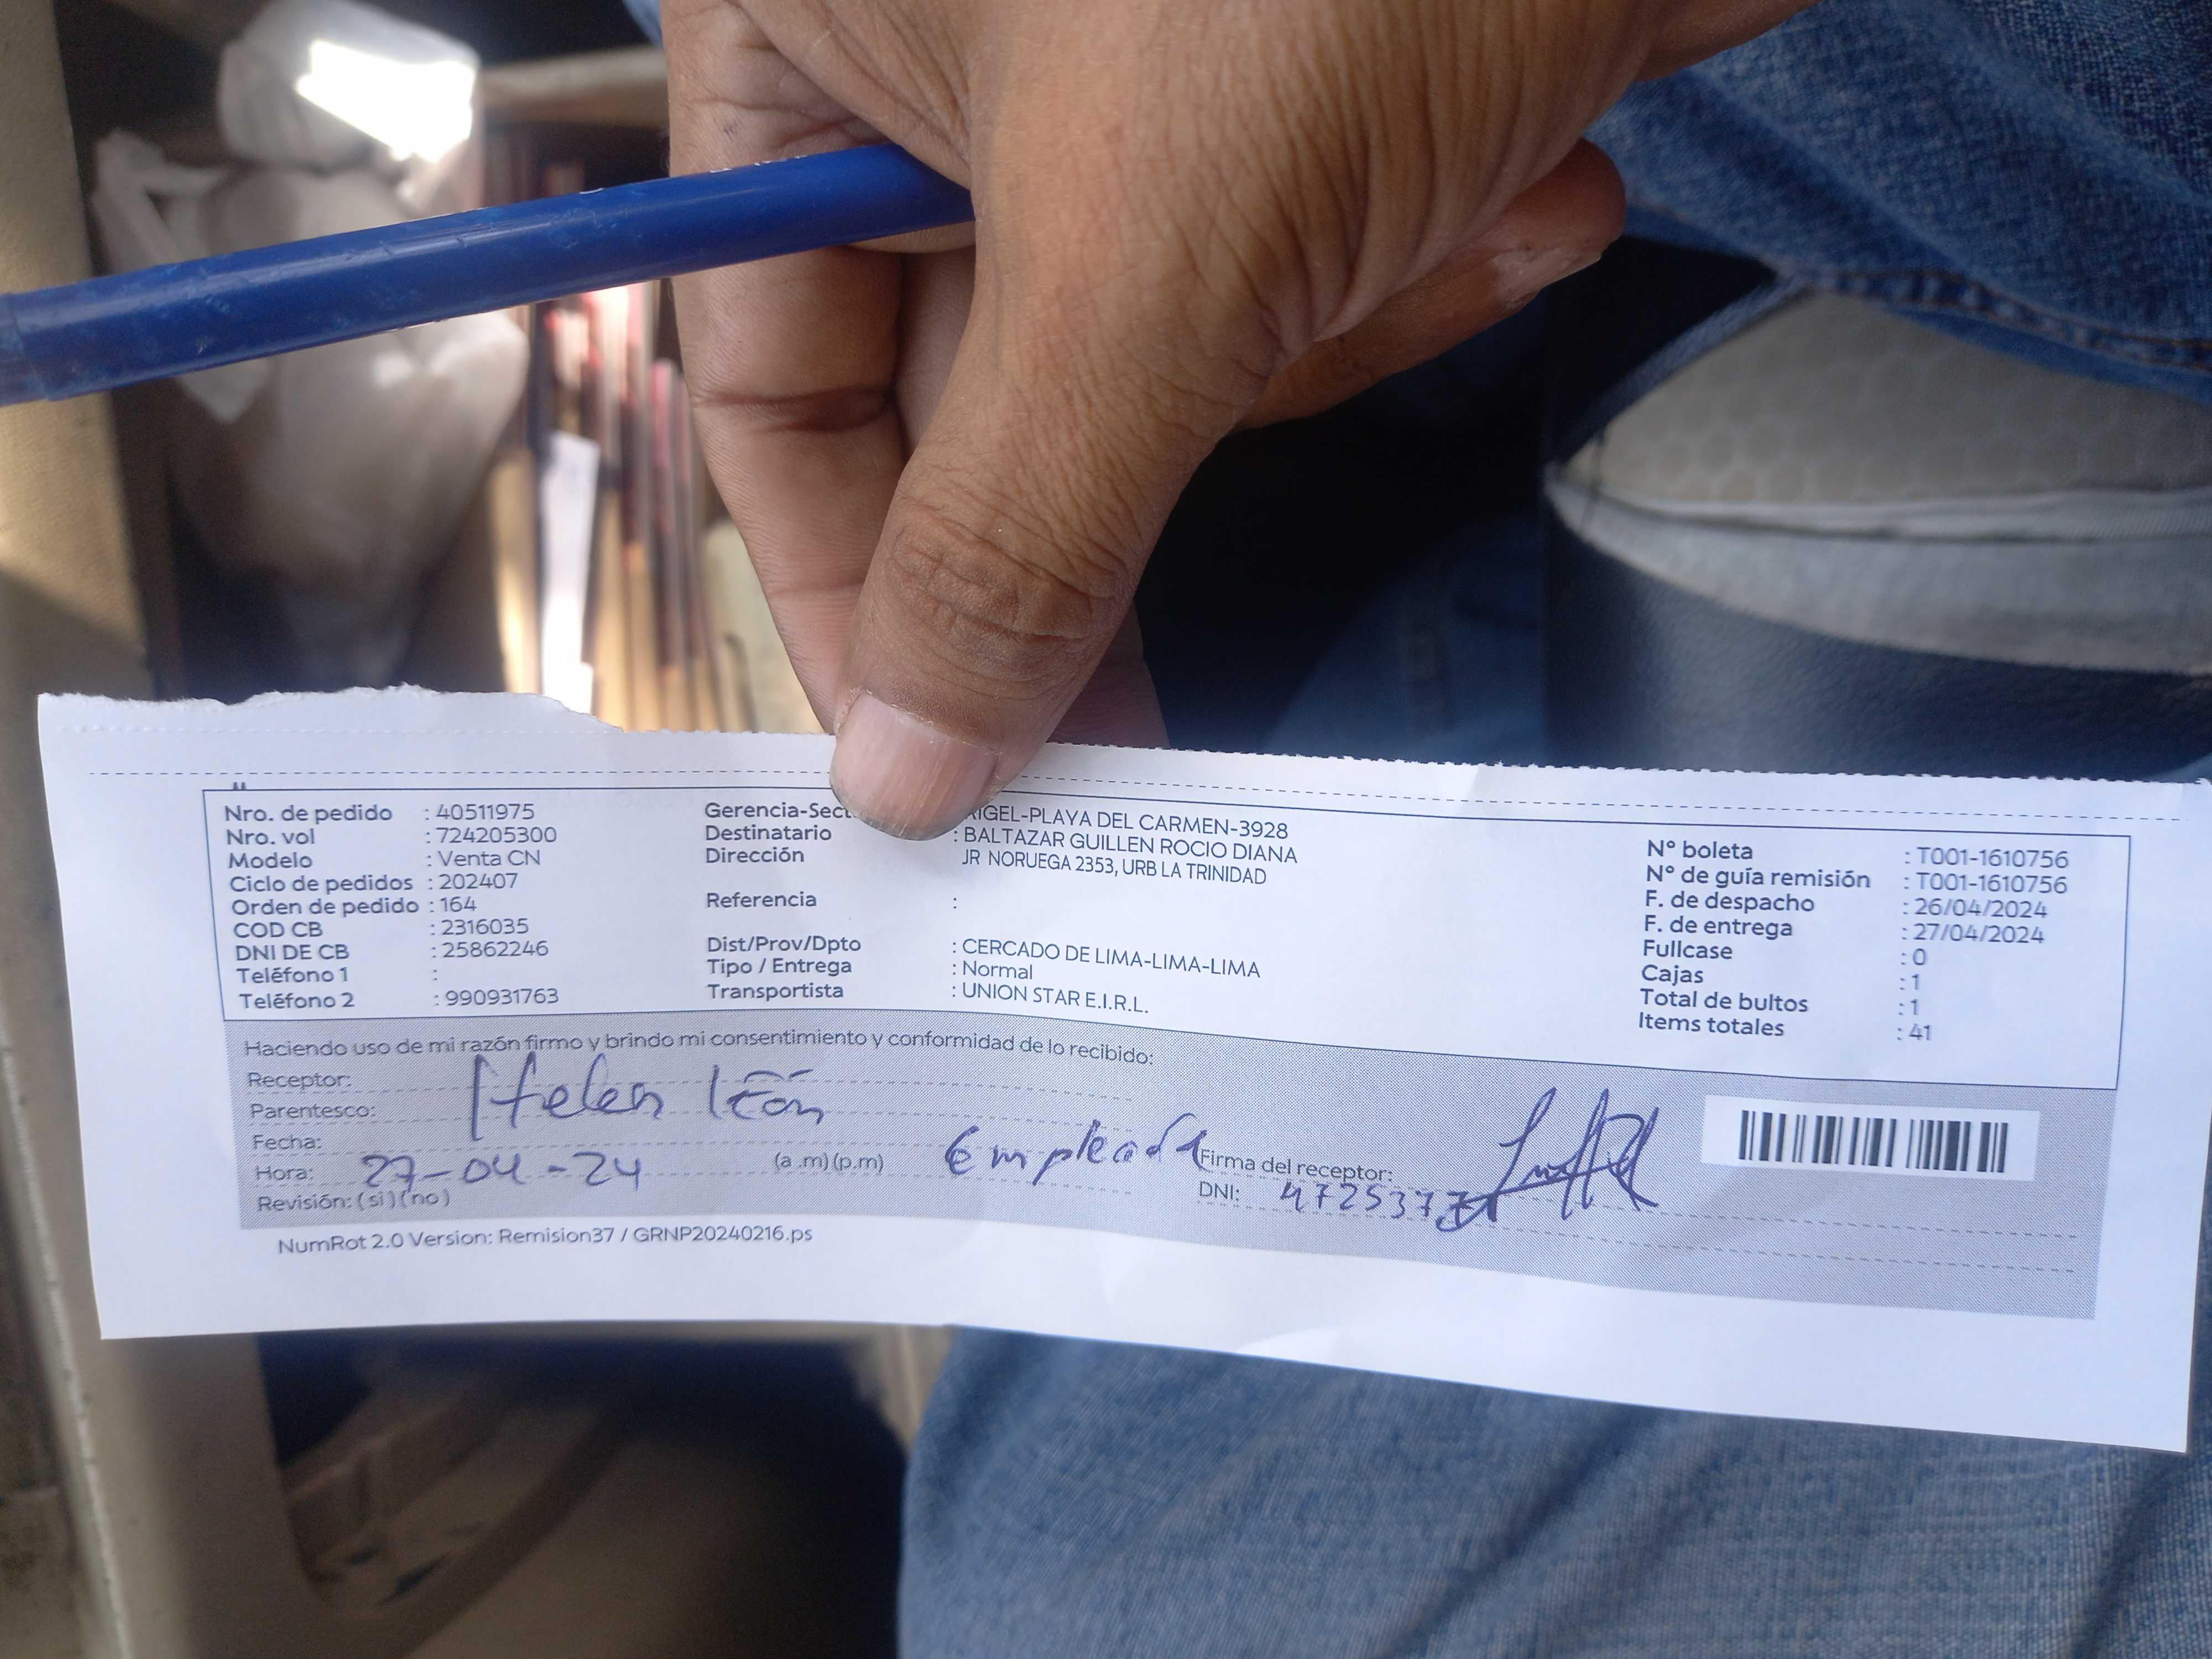 Nro. de pedido : 40511975
Nro. vol : 724205300
Modelo : Venta CN
Ciclo de pedidos : 202407
Orden de pedido : 164
COD CB : 2316035
DNI DE CB : 25862246
Teléfono 1 :
Teléfono 2 : 990931763
Gerencia-Sect IGEL-PLAYA DEL CARMEN-3928
Destinatario : BALTAZAR GUILLEN ROCIO DIANA
Dirección JR NORUEGA 2353, URB LA TRINIDAD
Referencia :
Dist/Prov/Dpto : CERCADO DE LIMA-LIMA-LIMA
Tipo / Entrega : Normal
Transportista : UNION STAR E.I.R.L.
N° boleta : T001-1610756
N° de guía remisión : T001-1610756
F. de despacho : 26/04/2024
F. de entrega : 27/04/2024
Fullcase : 0
Cajas : 1
Total de bultos : 1
Items totales : 41
Haciendo uso de mi razón firmo y brindo mi consentimiento y conformidad de lo recibido:
Receptor: Helen león
Parentesco:
Fecha:
Hora: 27-04-24 (a .m) (p.m) Empleada
Revisión: (si) (no)
Firma del receptor:
DNI:
NumRot 2.0 Version: Remision37 / GRNP20240216.ps